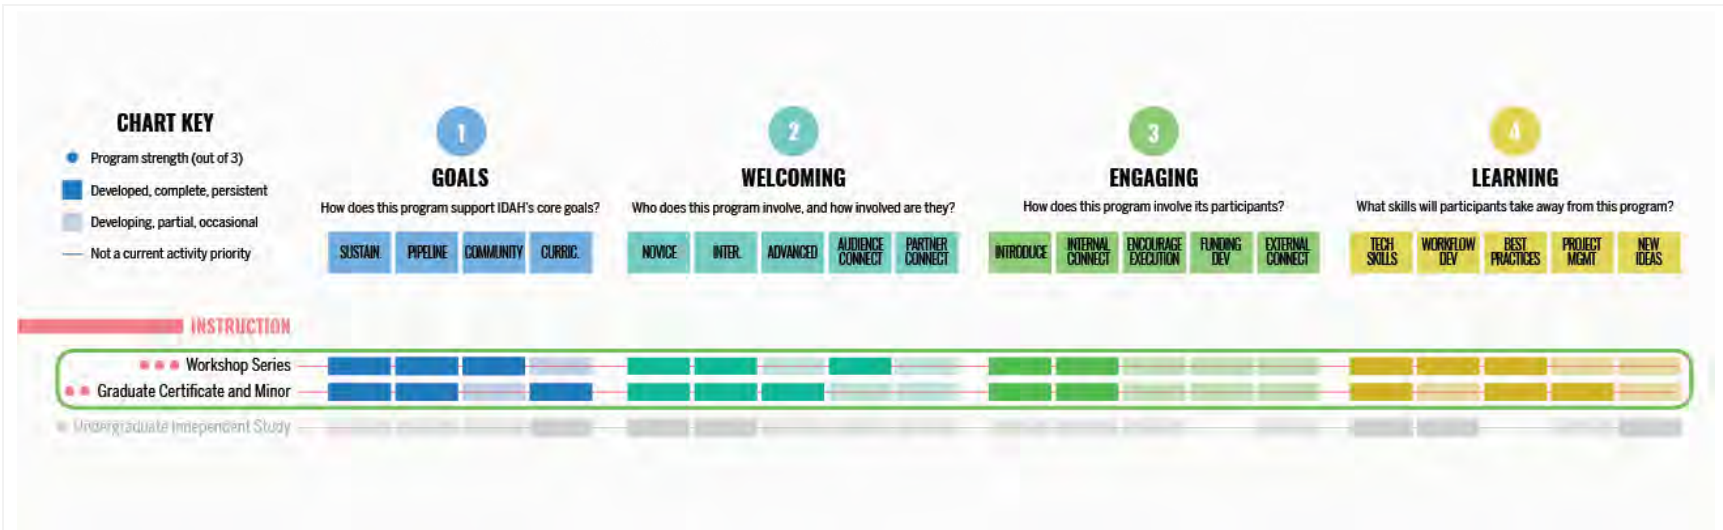 CHART KEY
Program strength (out of 3)
Developed, complete, persistent
Developing, partial, occasional
Not a current activity priority
1
GOALS
How does this program support IDAH's core goals?
SUSTAIN.
PIPELINE
COMMUNITY
CURRIC.
2
WELCOMING
Who does this program involve, and how involved are they?
NOVICE
INTER.
ADVANCED
AUDIENCE
CONNECT
PARTNER
CONNECT
3
ENGAGING
How does this program involve its participants?
INTRODUCE
INTERNAL
CONNECT
ENCOURAGE
EXECUTION
FUNDING
DEV
EXTERNAL
CONNECT
4
LEARNING
What skills will participants take away from this program?
TECH
SKILLS
WORKFLOW
DEV
BEST
PRACTICES
PROJECT
MGMT
NEW
IDEAS
INSTRUCTION
Workshop Series
Graduate Certificate and Minor
Undergraduate Independent Study